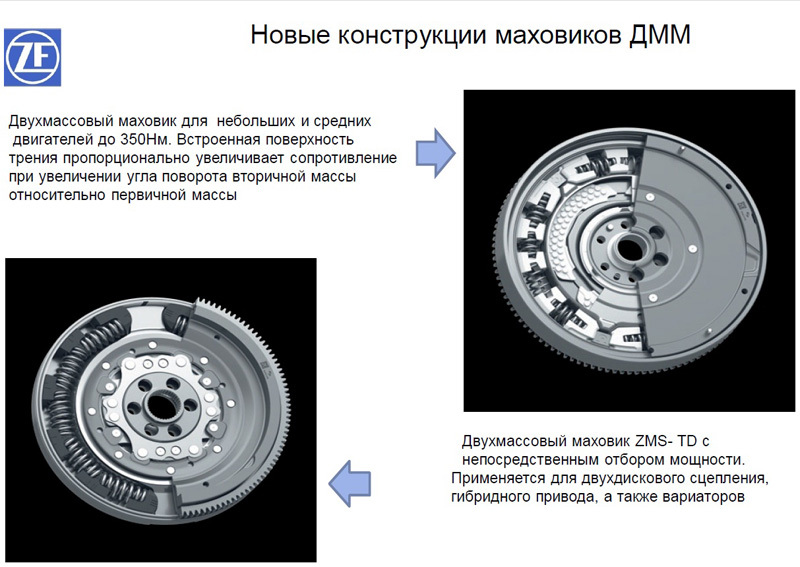 Новые конструкции маховиков ДММ
ZF
Двухмассовый маховик для небольших и средних
двигателей до 350Нм. Встроенная поверхность
трения пропорционально увеличивает сопротивление
при увеличении угла поворота вторичной массы
относительно первичной массы
Двухмассовый маховик ZMS- TD с
непосредственным отбором мощности.
Применяется для двухдискового сцепления,
гибридного привода, а также вариаторов